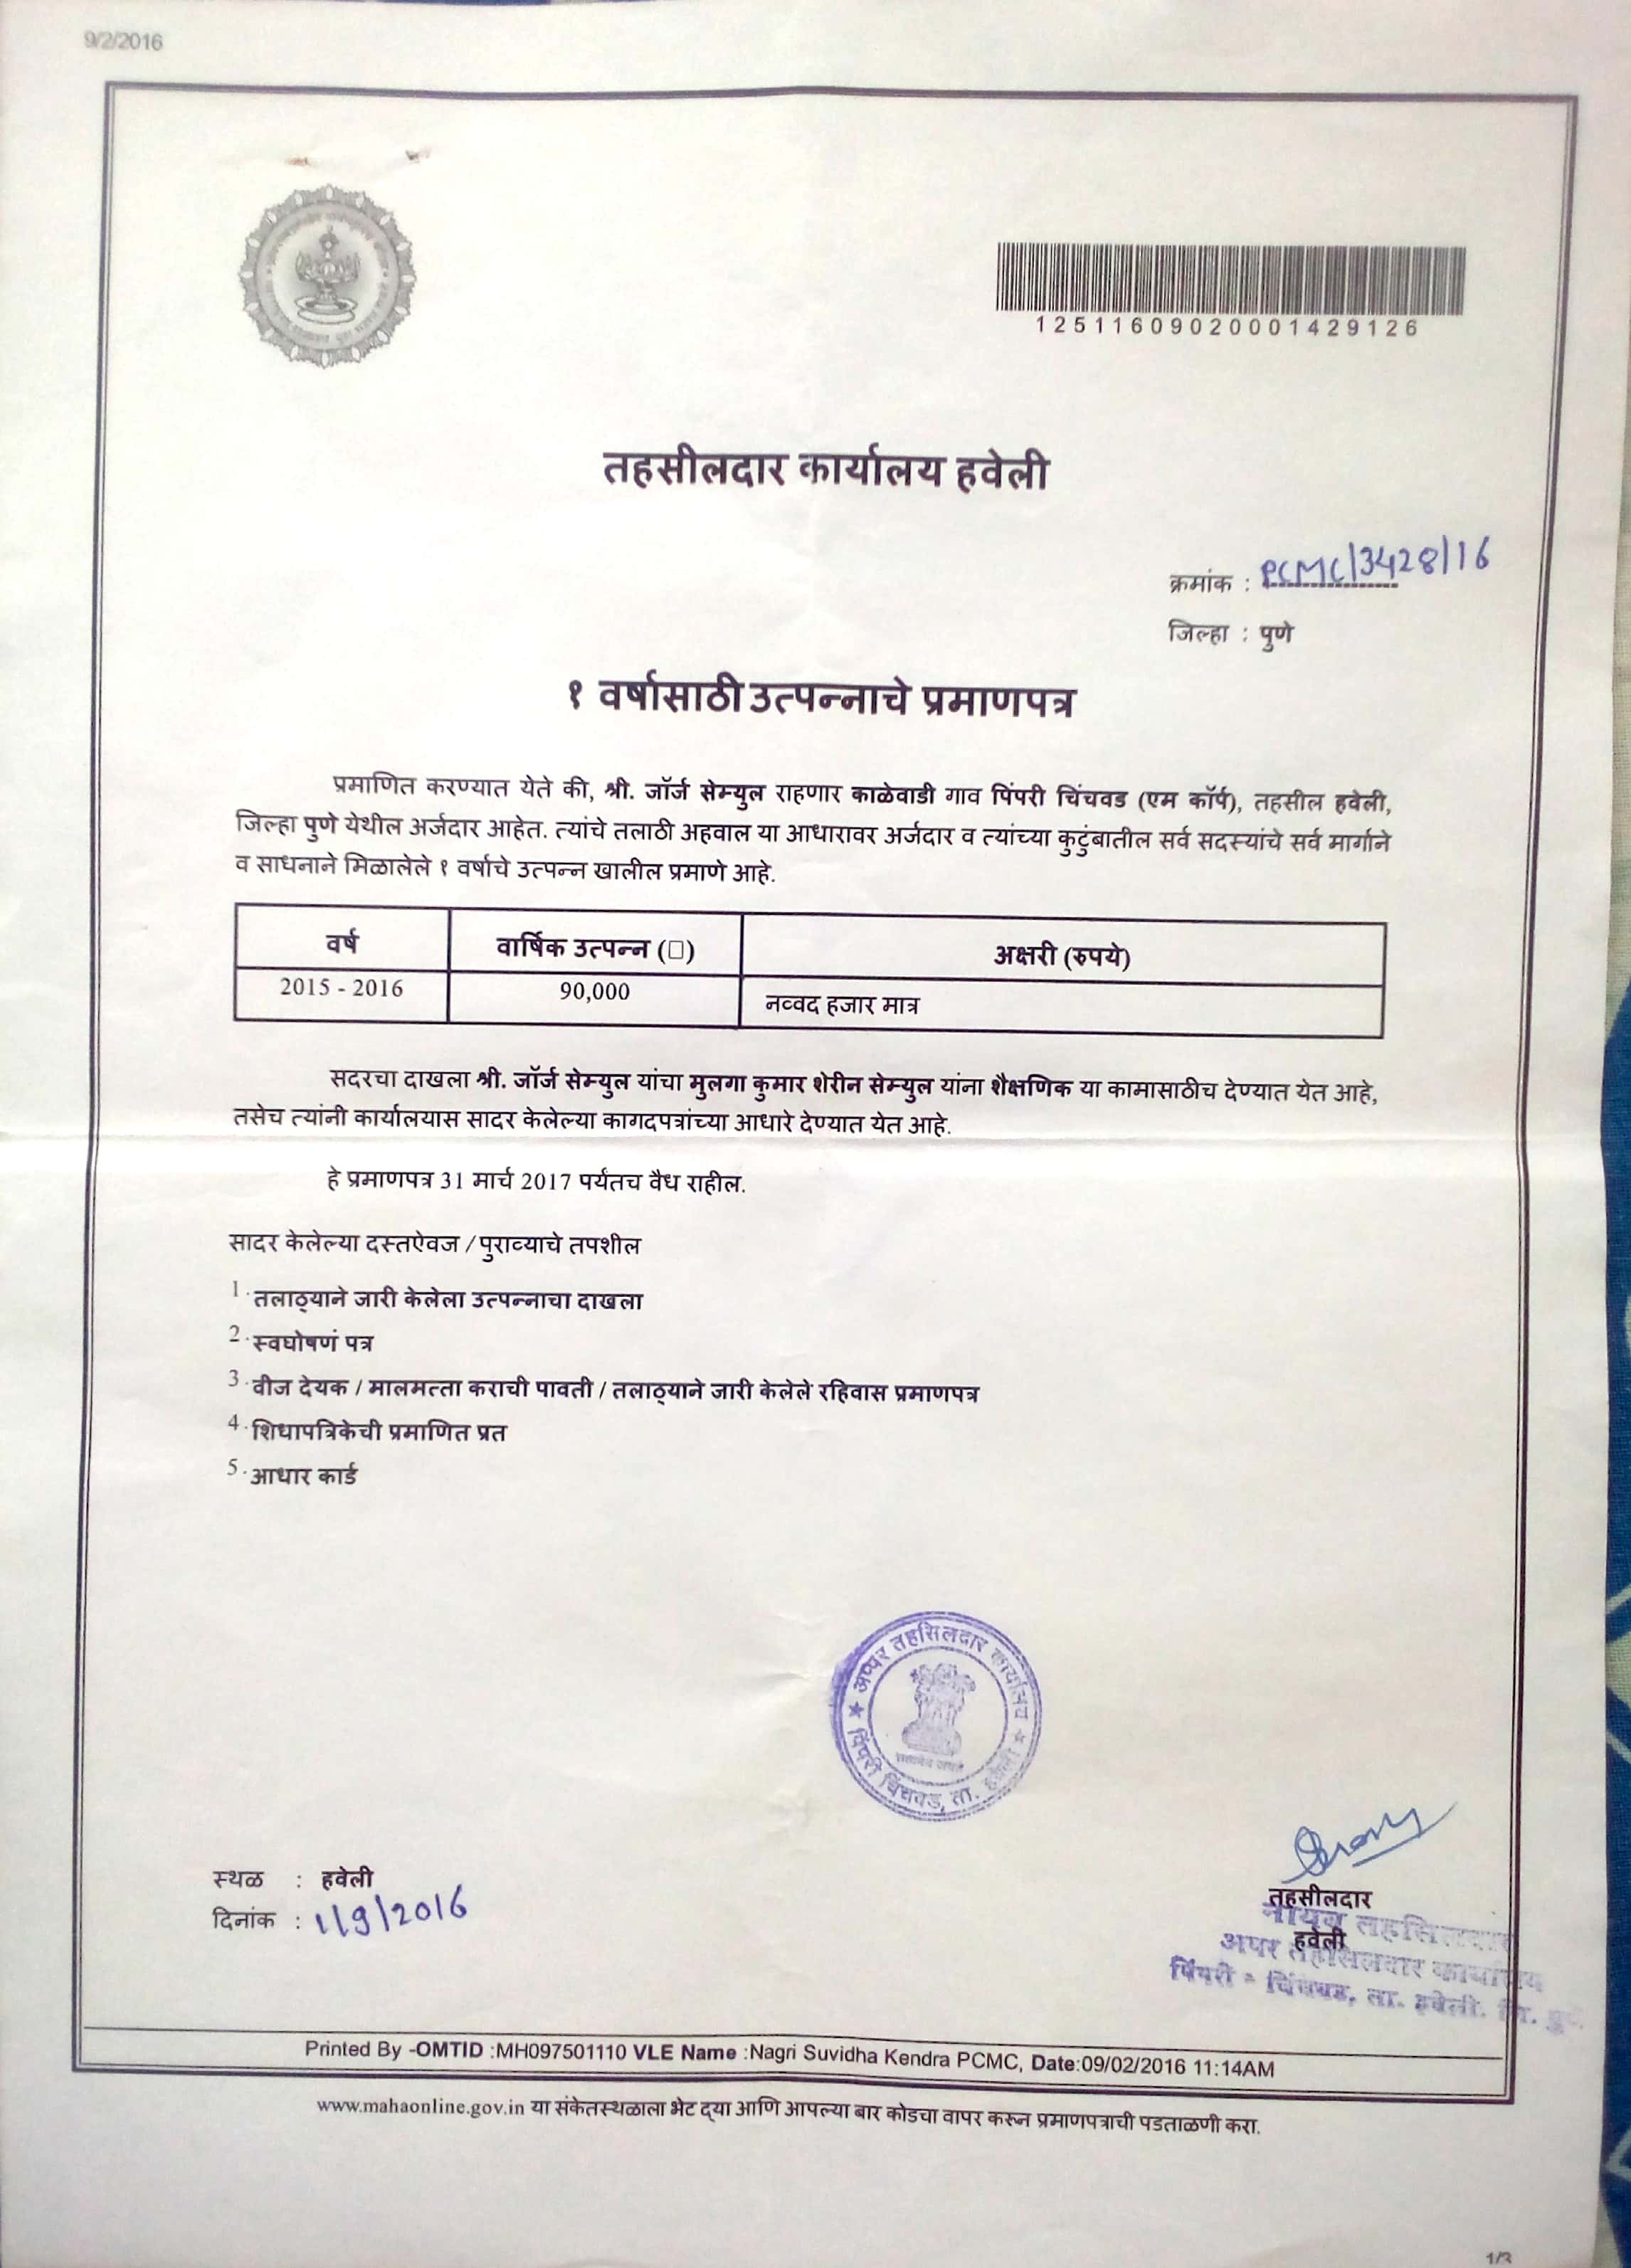 9/2/2016
12511609020001429126
तहसीलदार कार्यालय हवेली
क्रमांक : PCMC/3428/16
जिल्हा : पुणे
१ वर्षासाठी उत्पन्नाचे प्रमाणपत्र
प्रमाणित करण्यात येते की, श्री. जॉर्ज सेम्युल राहणार काळेवाडी गाव पिंपरी चिंचवड (एम कॉर्प), तहसील हवेली,
जिल्हा पुणे येथील अर्जदार आहेत. त्यांचे तलाठी अहवाल या आधारावर अर्जदार व त्यांच्या कुटुंबातील सर्व सदस्यांचे सर्व मार्गाने
व साधनाने मिळालेले १ वर्षाचे उत्पन्न खालील प्रमाणे आहे.
वर्ष वार्षिक उत्पन्न (□) अक्षरी (रुपये)
2015 - 2016 90,000 नव्वद हजार मात्र
सदरचा दाखला श्री. जॉर्ज सेम्युल यांचा मुलगा कुमार शेरीन सेम्युल यांना शैक्षणिक या कामासाठीच देण्यात येत आहे,
तसेच त्यांनी कार्यालयास सादर केलेल्या कागदपत्रांच्या आधारे देण्यात येत आहे.
हे प्रमाणपत्र 31 मार्च 2017 पर्यंतच वैध राहील.
सादर केलेल्या दस्तऐवज / पुराव्याचे तपशील
1. तलाठ्याने जारी केलेला उत्पन्नाचा दाखला
2. स्वघोषणं पत्र
3. वीज देयक / मालमत्ता कराची पावती / तलाठ्याने जारी केलेले रहिवास प्रमाणपत्र
4. शिधापत्रिकेची प्रमाणित प्रत
5. आधार कार्ड
★ अप्पर तहसिलदार कार्यालय ★
पिंपरी चिंचवड, ता. हवेली
स्थळ : हवेली
दिनांक : 1/9/2016
तहसीलदार
नायब तहसिलदार
हवेली
अपर तहसिलदार कार्यालय
पिंपरी - चिंचवड, ता. हवेली. जि. पुणे
Printed By -OMTID :MH097501110 VLE Name :Nagri Suvidha Kendra PCMC, Date:09/02/2016 11:14AM
www.mahaonline.gov.in या संकेतस्थळाला भेट द्या आणि आपल्या बार कोडचा वापर करून प्रमाणपत्राची पडताळणी करा.
1/3